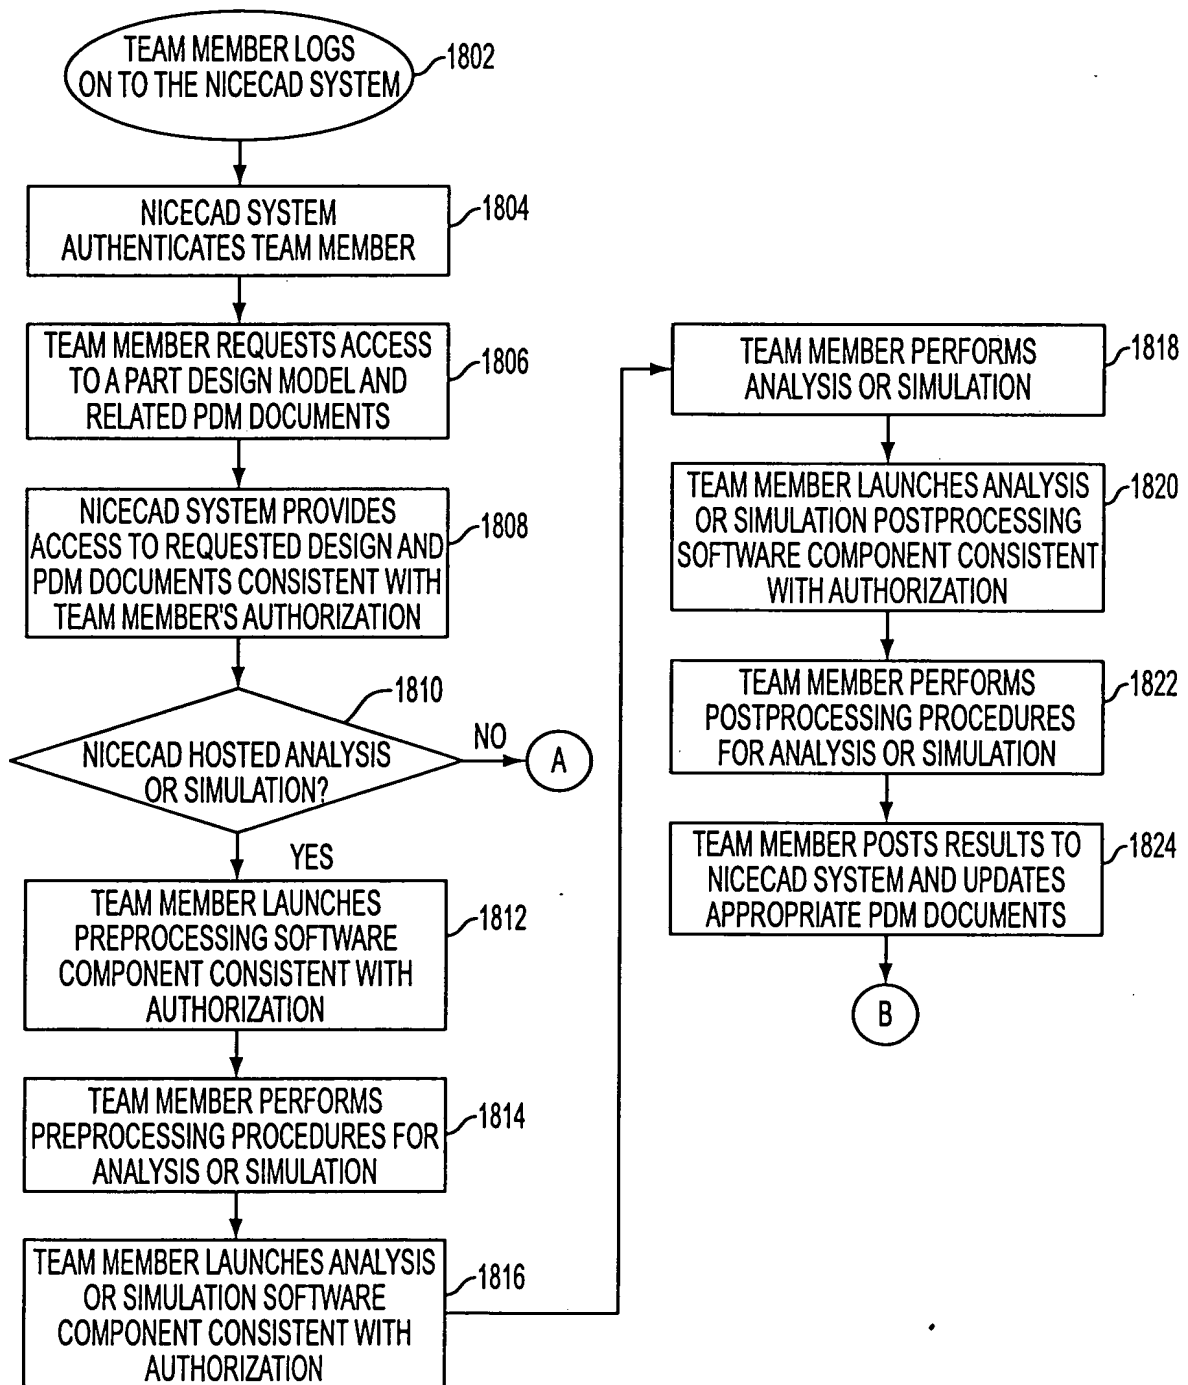 TEAM MEMBER LOGS
ON TO THE NICECAD SYSTEM
1802
NICECAD SYSTEM
AUTHENTICATES TEAM MEMBER
1804
TEAM MEMBER REQUESTS ACCESS
TO A PART DESIGN MODEL AND
RELATED PDM DOCUMENTS
1806
NICECAD SYSTEM PROVIDES
ACCESS TO REQUESTED DESIGN AND
PDM DOCUMENTS CONSISTENT WITH
TEAM MEMBER'S AUTHORIZATION
1808
1810
NICECAD HOSTED ANALYSIS
OR SIMULATION?
NO
A
YES
TEAM MEMBER LAUNCHES
PREPROCESSING SOFTWARE
COMPONENT CONSISTENT WITH
AUTHORIZATION
1812
TEAM MEMBER PERFORMS
PREPROCESSING PROCEDURES FOR
ANALYSIS OR SIMULATION
1814
TEAM MEMBER LAUNCHES ANALYSIS
OR SIMULATION SOFTWARE
COMPONENT CONSISTENT WITH
AUTHORIZATION
1816
TEAM MEMBER PERFORMS
ANALYSIS OR SIMULATION
1818
TEAM MEMBER LAUNCHES ANALYSIS
OR SIMULATION POSTPROCESSING
SOFTWARE COMPONENT CONSISTENT
WITH AUTHORIZATION
1820
TEAM MEMBER PERFORMS
POSTPROCESSING PROCEDURES
FOR ANALYSIS OR SIMULATION
1822
TEAM MEMBER POSTS RESULTS TO
NICECAD SYSTEM AND UPDATES
APPROPRIATE PDM DOCUMENTS
1824
B